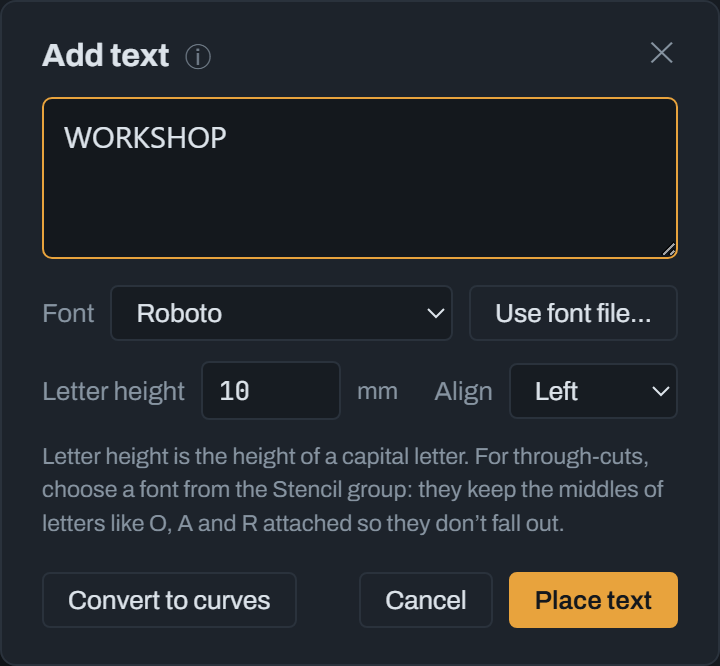 Add text
WORKSHOP
Font Roboto Use font file...
Letter height 10 mm Align Left
Letter height is the height of a capital letter. For through-cuts,
choose a font from the Stencil group: they keep the middles of
letters like O, A and R attached so they don’t fall out.
Convert to curves Cancel Place text